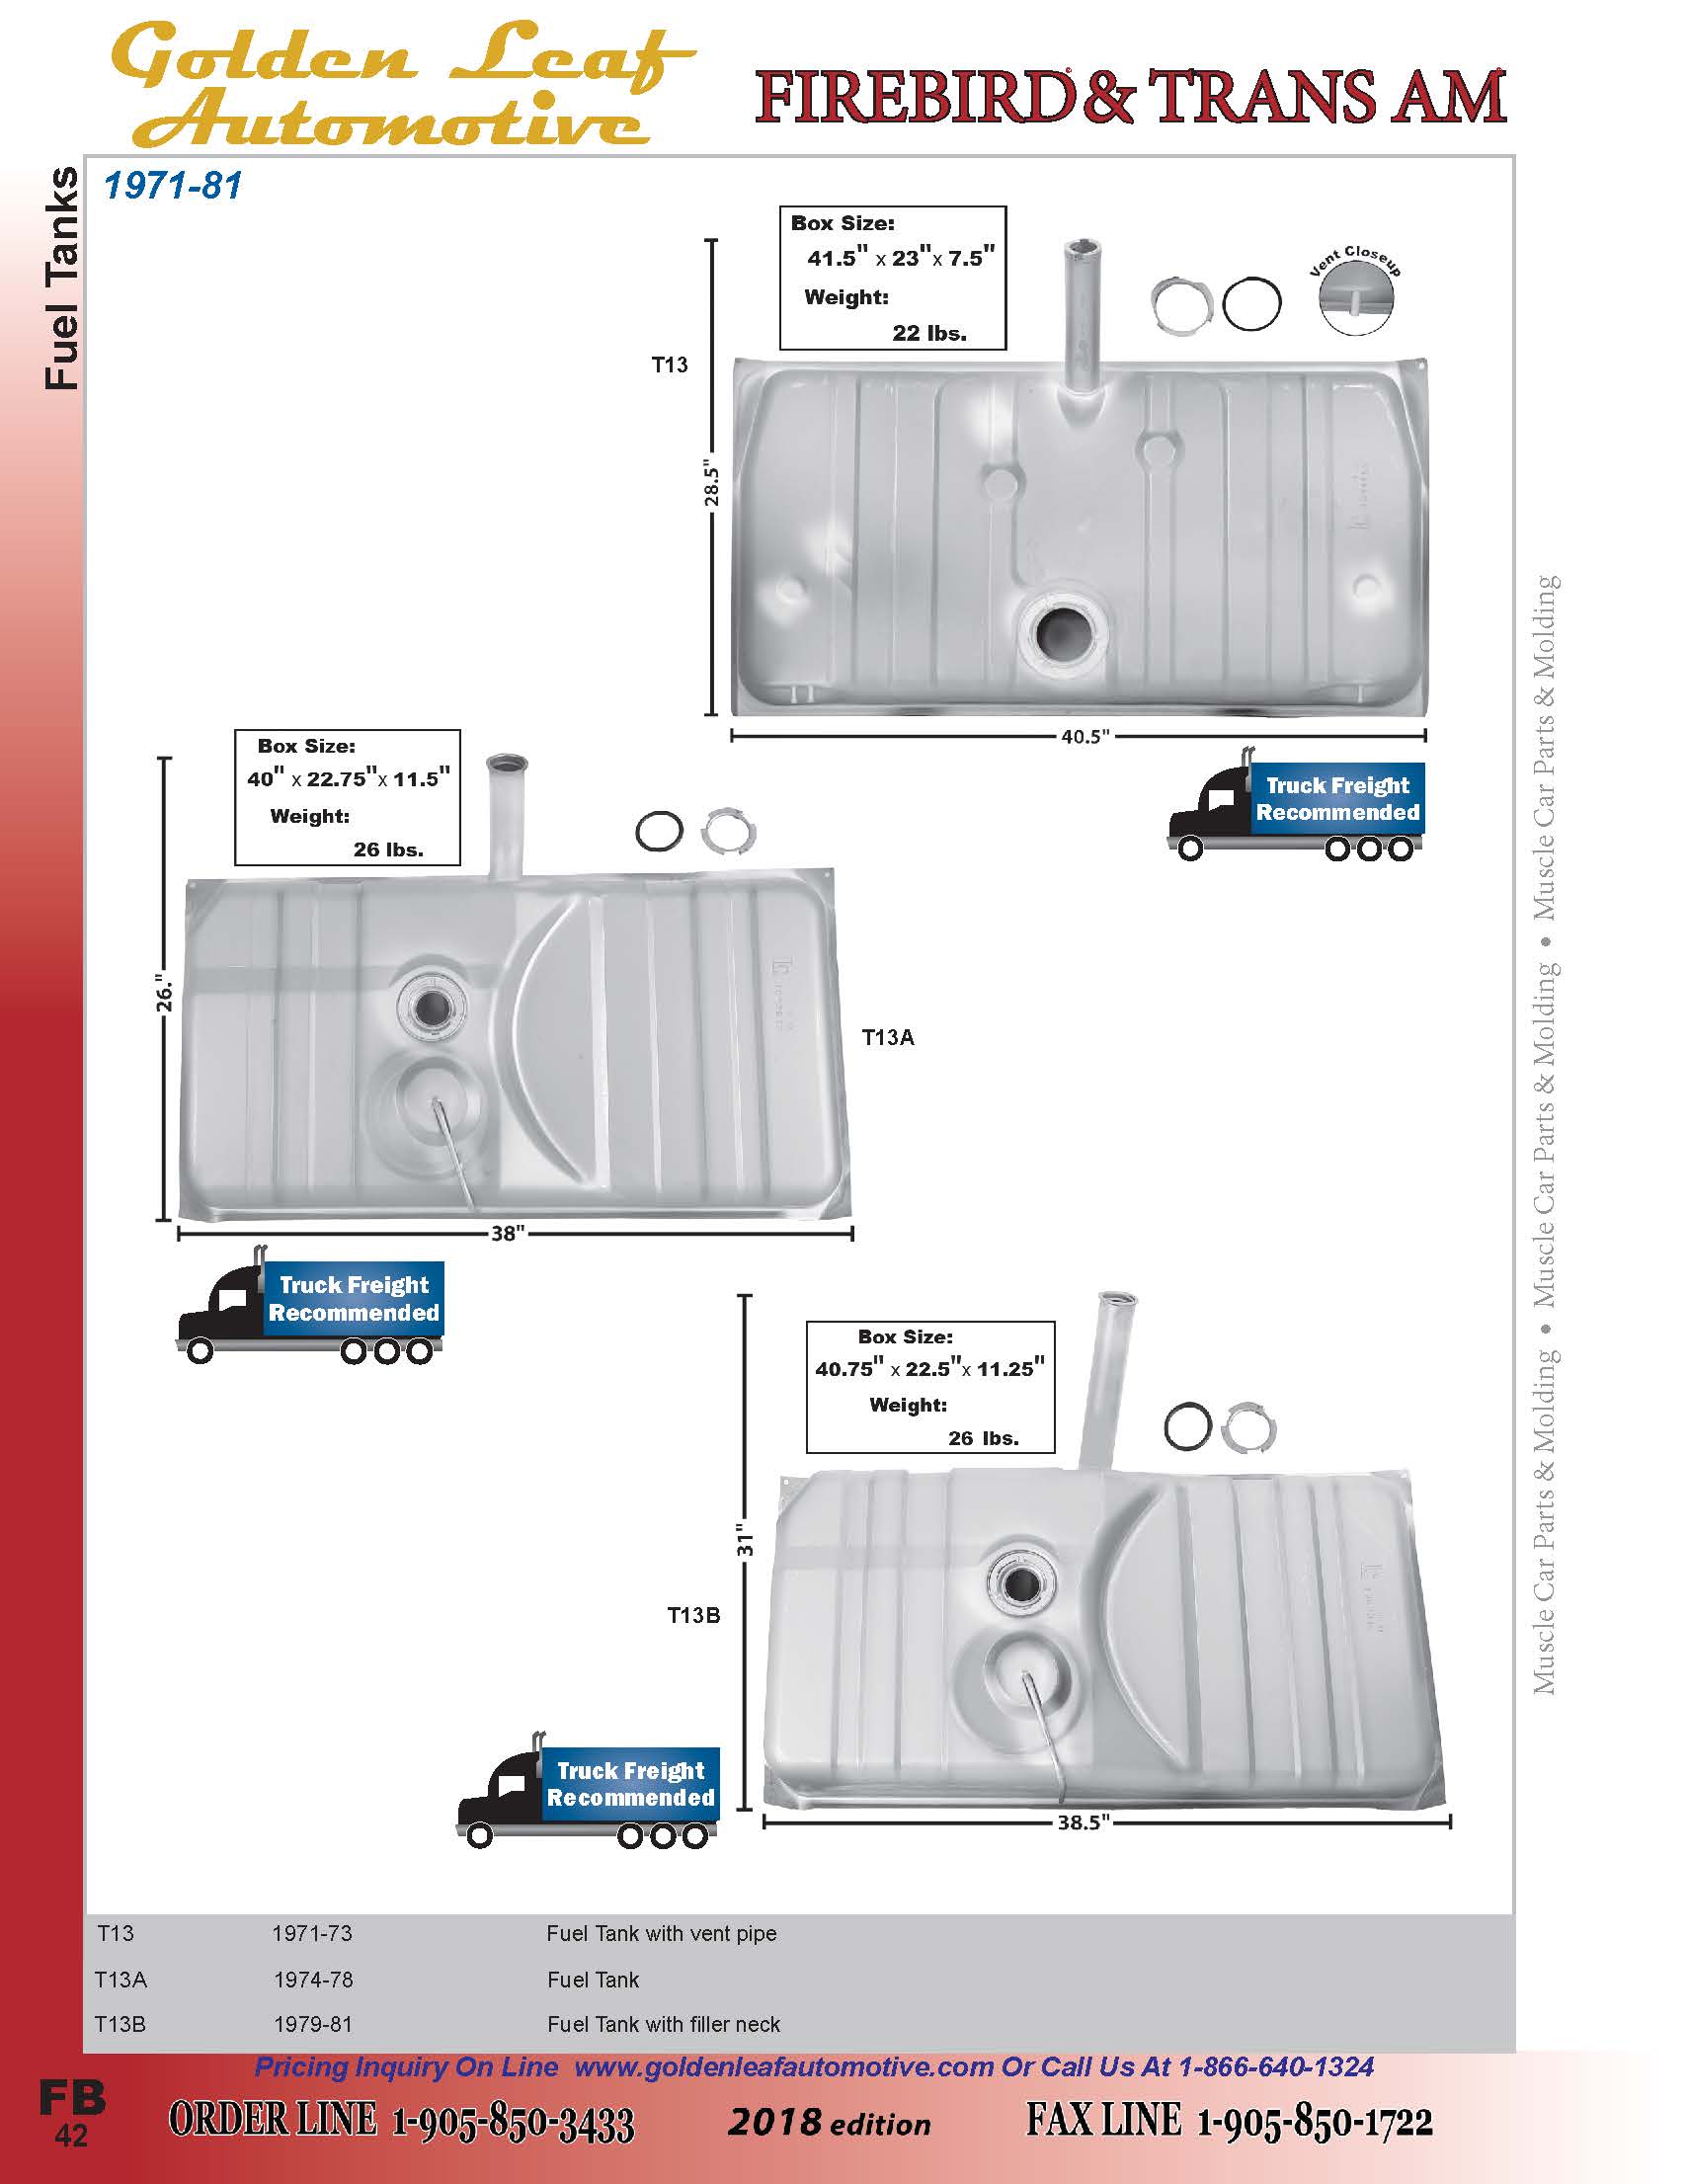 Golden Leaf
Automotive
FIREBIRD & TRANS AM
Fuel Tanks
1971-81
Box Size:
41.5" x 23"x 7.5"
Weight:
22 lbs.
Vent Closeup
T13
28.5"
40.5"
Truck Freight
Recommended
Box Size:
40" x 22.75"x 11.5"
Weight:
26 lbs.
26."
T13A
38"
Truck Freight
Recommended
Box Size:
40.75" x 22.5"x 11.25"
Weight:
26 lbs.
31"
T13B
38.5"
Truck Freight
Recommended
Muscle Car Parts & Molding • Muscle Car Parts & Molding • Muscle Car Parts & Molding
T13 1971-73 Fuel Tank with vent pipe
T13A 1974-78 Fuel Tank
T13B 1979-81 Fuel Tank with filler neck
Pricing Inquiry On Line www.goldenleafautomotive.com Or Call Us At 1-866-640-1324
FB
42
ORDER LINE 1-905-850-3433
2018 edition
FAX LINE 1-905-850-1722